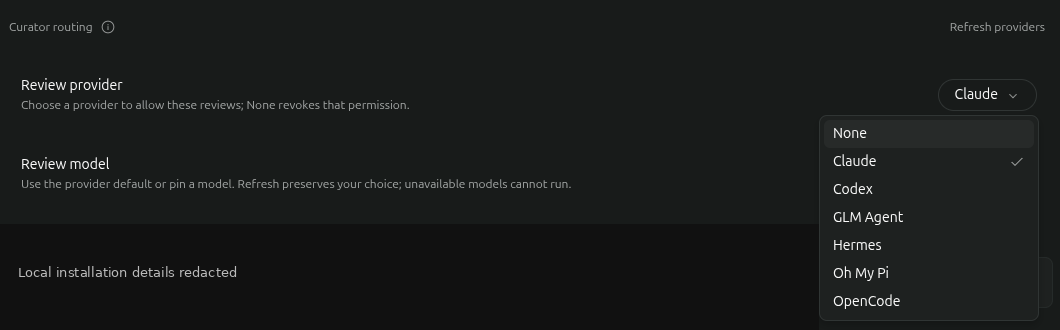 Curator routing
Refresh providers
Review provider
Choose a provider to allow these reviews; None revokes that permission.
Claude
Review model
Use the provider default or pin a model. Refresh preserves your choice; unavailable models cannot run.
None
Claude
Codex
GLM Agent
Hermes
Oh My Pi
OpenCode
Local installation details redacted